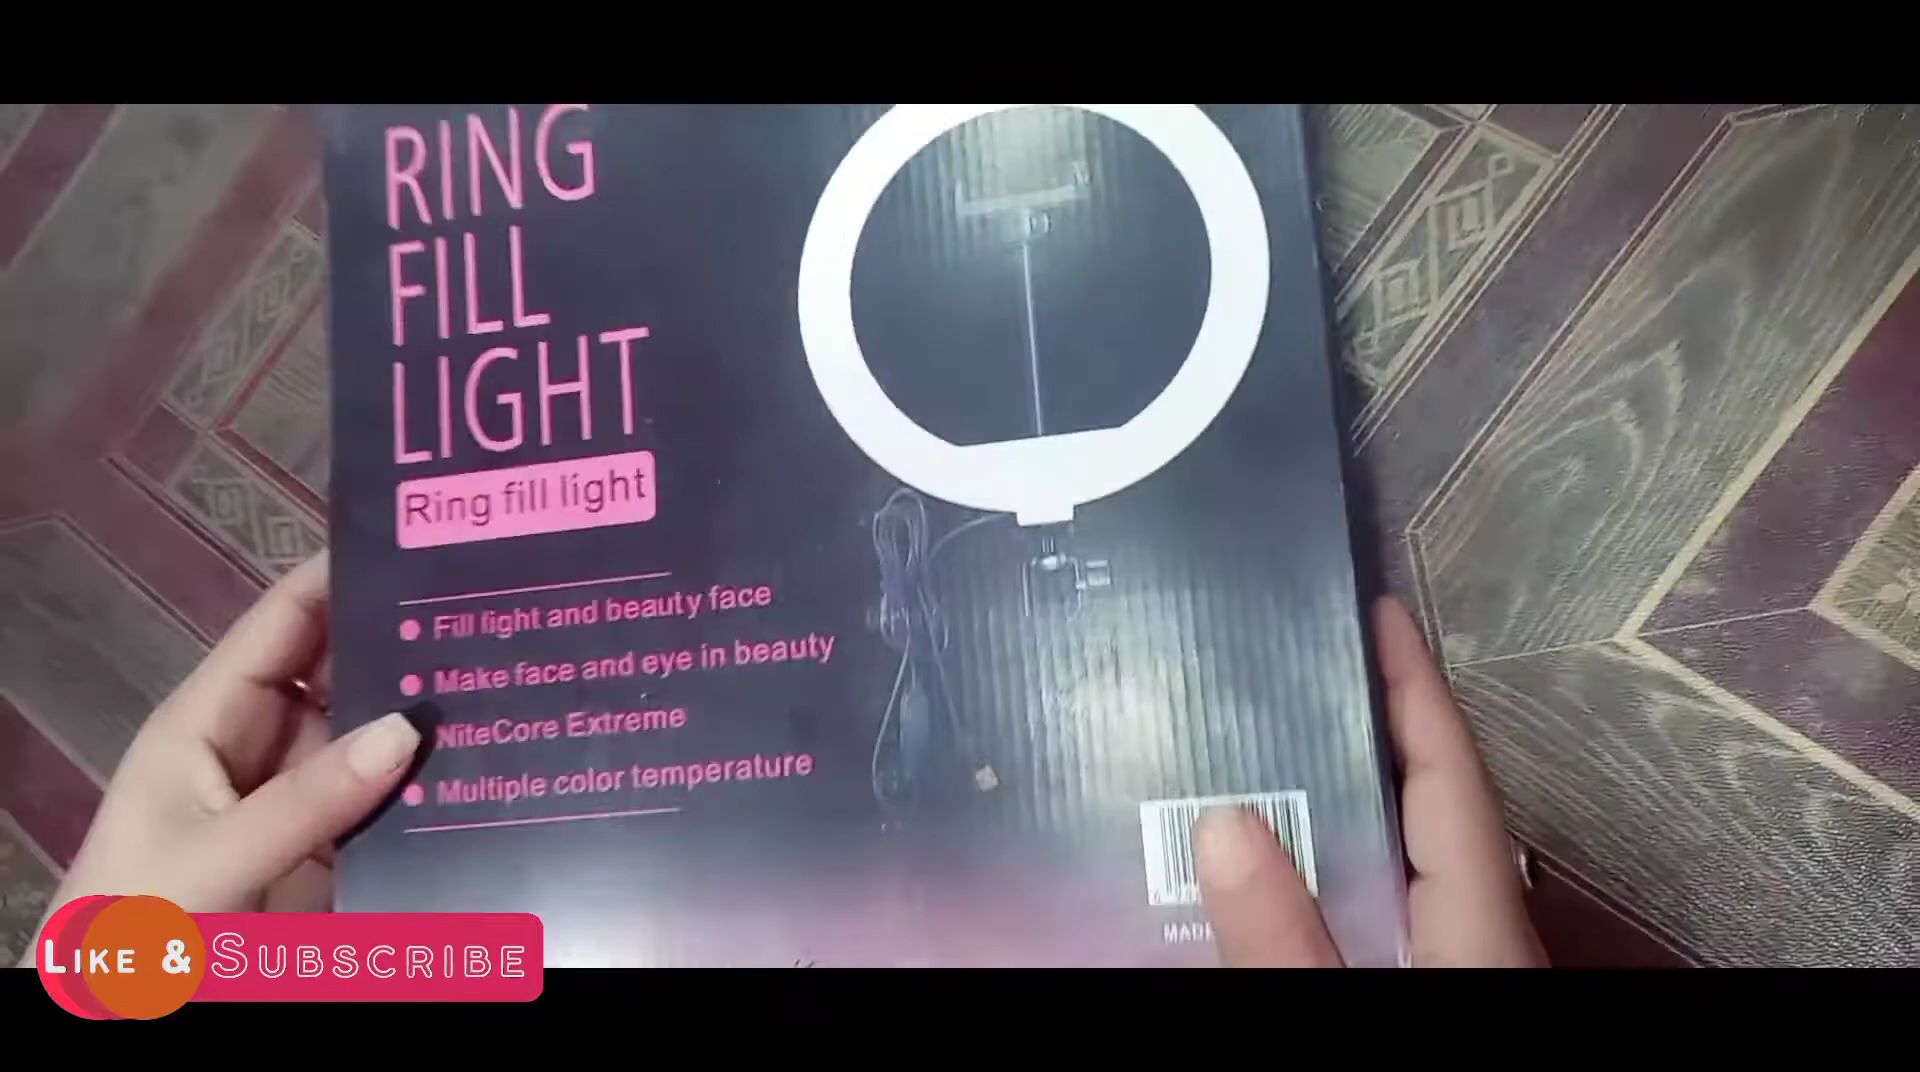 RING
FILL
LIGHT
Ring fill light
Fill light and beauty face
Make face and eye in beauty
NiteCore Extreme
Multiple color temperature
LIKE & SUBSCRIBE